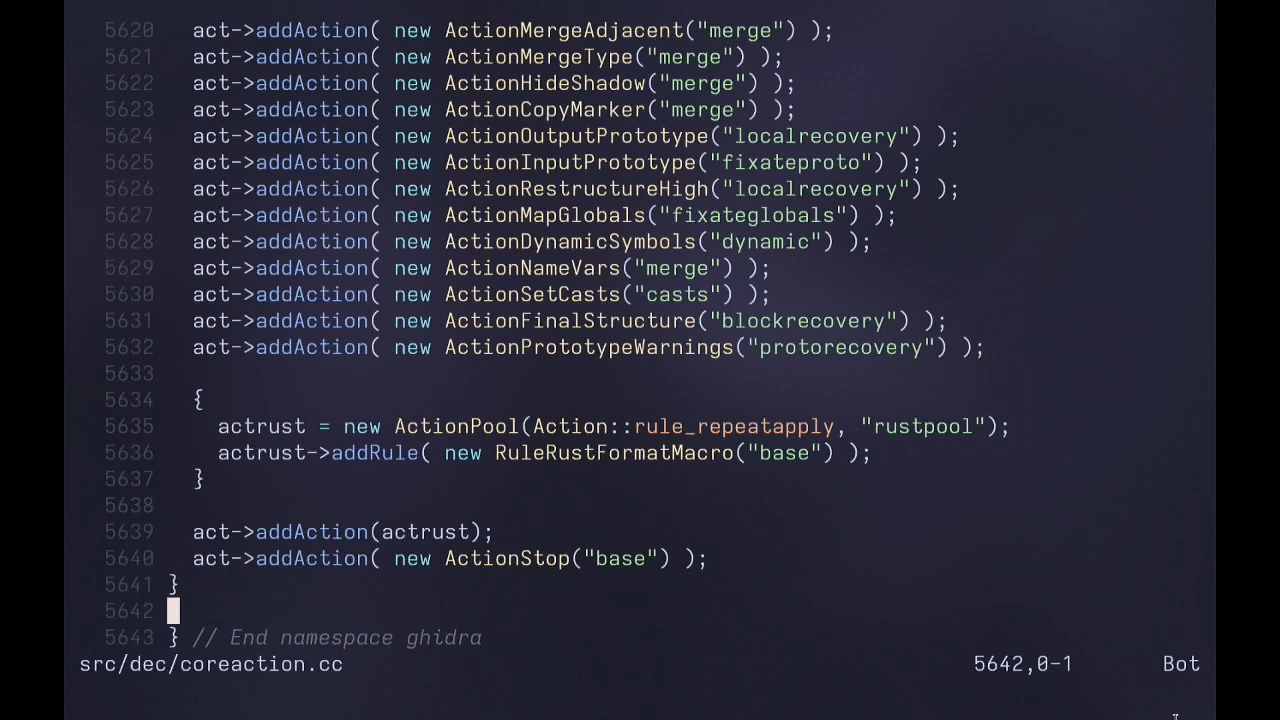 5620   act->addAction( new ActionMergeAdjacent("merge") );
5621   act->addAction( new ActionMergeType("merge") );
5622   act->addAction( new ActionHideShadow("merge") );
5623   act->addAction( new ActionCopyMarker("merge") );
5624   act->addAction( new ActionOutputPrototype("localrecovery") );
5625   act->addAction( new ActionInputPrototype("fixateproto") );
5626   act->addAction( new ActionRestructureHigh("localrecovery") );
5627   act->addAction( new ActionMapGlobals("fixateglobals") );
5628   act->addAction( new ActionDynamicSymbols("dynamic") );
5629   act->addAction( new ActionNameVars("merge") );
5630   act->addAction( new ActionSetCasts("casts") );
5631   act->addAction( new ActionFinalStructure("blockrecovery") );
5632   act->addAction( new ActionPrototypeWarnings("protorecovery") );
5633
5634   {
5635     actrust = new ActionPool(Action::rule_repeatapply, "rustpool");
5636     actrust->addRule( new RuleRustFormatMacro("base") );
5637   }
5638
5639   act->addAction(actrust);
5640   act->addAction( new ActionStop("base") );
5641 }
5642
5643 } // End namespace ghidra
src/dec/coreaction.cc 5642,0-1 Bot